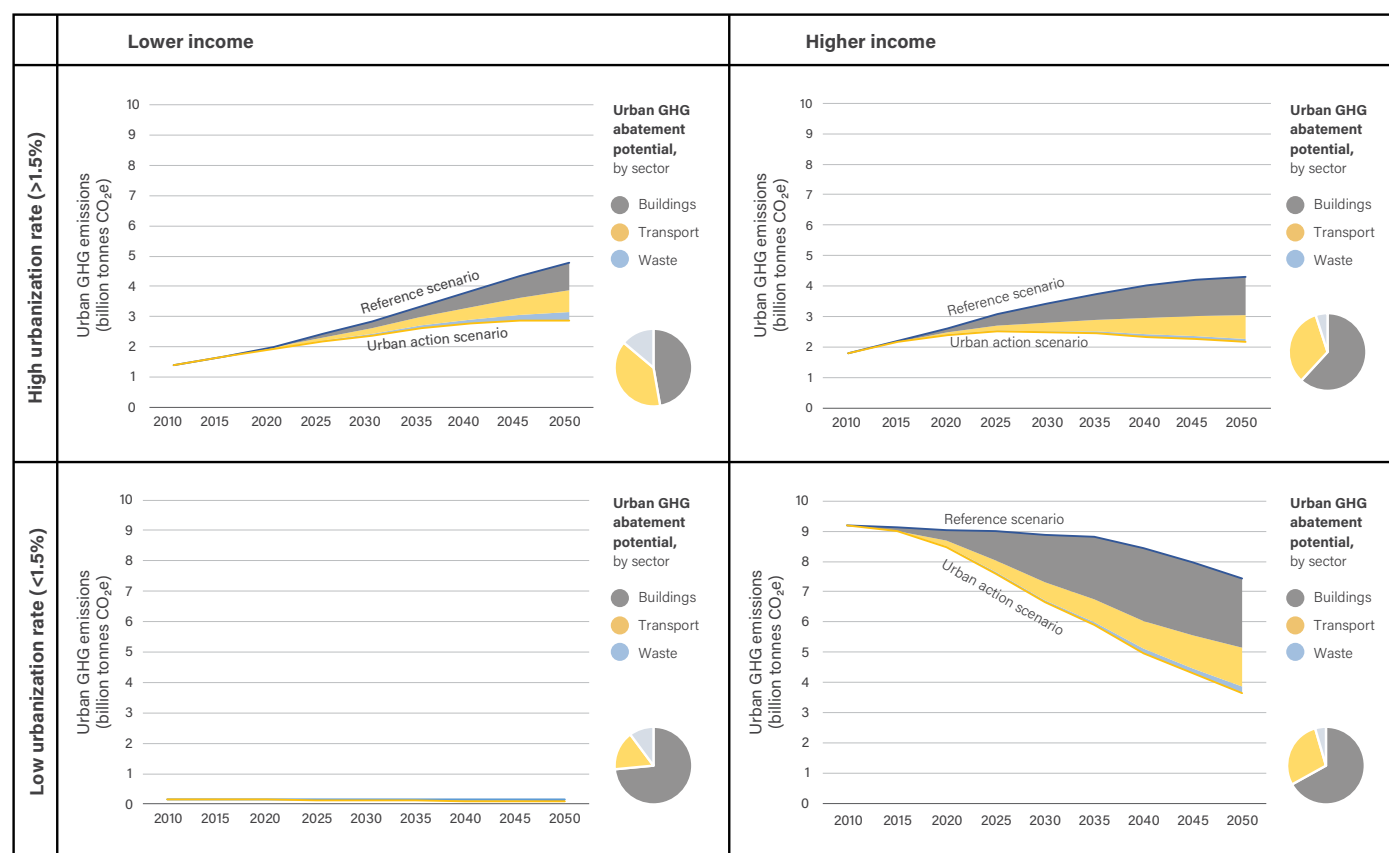 Lower income
Higher income
High urbanization rate (>1.5%)
Urban GHG emissions
(billion tonnes CO₂e)
10
9
8
7
6
5
4
3
2
1
0
Reference scenario
Urban action scenario
2010 2015 2020 2025 2030 2035 2040 2045 2050
Urban GHG
abatement
potential,
by sector
Buildings
Transport
Waste
Urban GHG emissions
(billion tonnes CO₂e)
10
9
8
7
6
5
4
3
2
1
0
Reference scenario
Urban action scenario
2010 2015 2020 2025 2030 2035 2040 2045 2050
Urban GHG
abatement
potential,
by sector
Buildings
Transport
Waste
Low urbanization rate (<1.5%)
Urban GHG emissions
(billion tonnes CO₂e)
10
9
8
7
6
5
4
3
2
1
0
2010 2015 2020 2025 2030 2035 2040 2045 2050
Urban GHG
abatement
potential,
by sector
Buildings
Transport
Waste
Urban GHG emissions
(billion tonnes CO₂e)
10
9
8
7
6
5
4
3
2
1
0
Reference scenario
Urban action scenario
2010 2015 2020 2025 2030 2035 2040 2045 2050
Urban GHG
abatement
potential,
by sector
Buildings
Transport
Waste